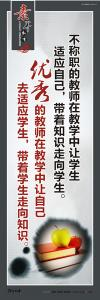 不称职的教师在教学中让学生
适应自己,带着知识走向学生。
优秀的教师在教学中让自己
去适应学生,带着学生走向知识。